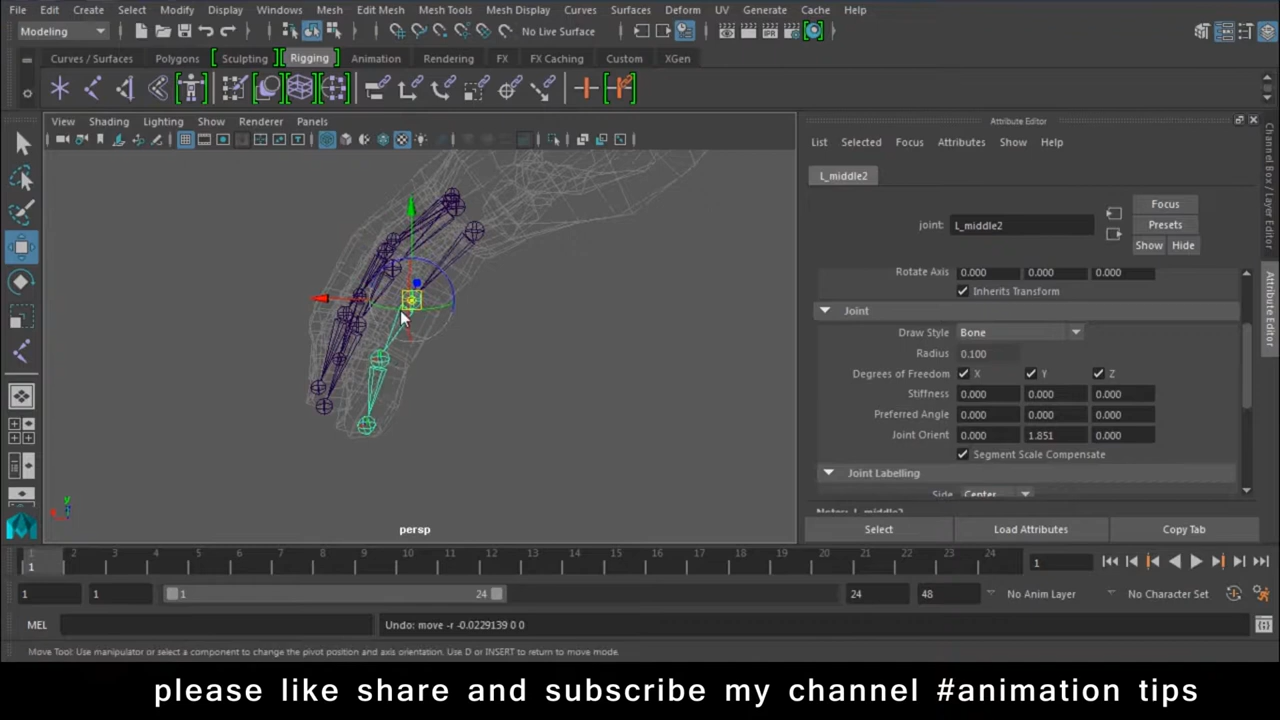 File Edit Create Select Modify Display Windows Mesh Edit Mesh Mesh Tools Mesh Display Curves Surfaces Deform UV Generate Cache Help
Modeling No Live Surface
Curves / Surfaces Polygons Sculpting Rigging Animation Rendering FX FX Caching Custom XGen
View Shading Lighting Show Renderer Panels
Attribute Editor
List Selected Focus Attributes Show Help
L_middle2
joint: L_middle2
Focus
Presets
Show Hide
Rotate Axis 0.000 0.000 0.000
Inherits Transform
Joint
Draw Style Bone
Radius 0.100
Degrees of Freedom X Y Z
Stiffness 0.000 0.000 0.000
Preferred Angle 0.000 0.000 0.000
Joint Orient 0.000 1.851 0.000
Segment Scale Compensate
Joint Labelling
Side Center
Notes: L_middle2
Select Load Attributes Copy Tab
Channel Box / Layer Editor
Attribute Editor
y
persp
1 2 3 4 5 6 7 8 9 10 11 12 13 14 15 16 17 18 19 20 21 22 23 24
1 1
1 1 1 24 24 48 No Anim Layer No Character Set
MEL Undo: move -r -0.0229139 0 0
Move Tool: Use manipulator or select a component to change the pivot position and axis orientation. Use D or INSERT to return to move mode.
please like share and subscribe my channel #animation tips